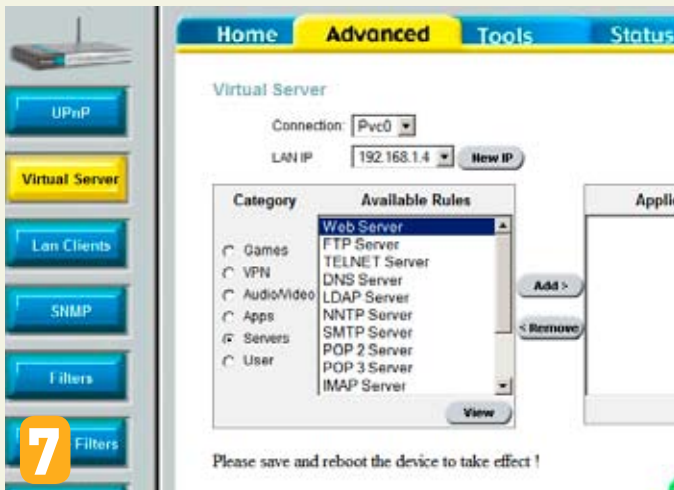 Home
Advanced
Tools
Status
UPnP
Virtual Server
Lan Clients
SNMP
Filters
Filters
7
Virtual Server
Connection: Pvc0
LAN IP 192.168.1.4 New IP
Category Available Rules
Games
VPN
Audio/Video
Apps
Servers
User
Web Server
FTP Server
TELNET Server
DNS Server
LDAP Server
NNTP Server
SMTP Server
POP 2 Server
POP 3 Server
IMAP Server
View
Add >
< Remove
Appli
Please save and reboot the device to take effect !